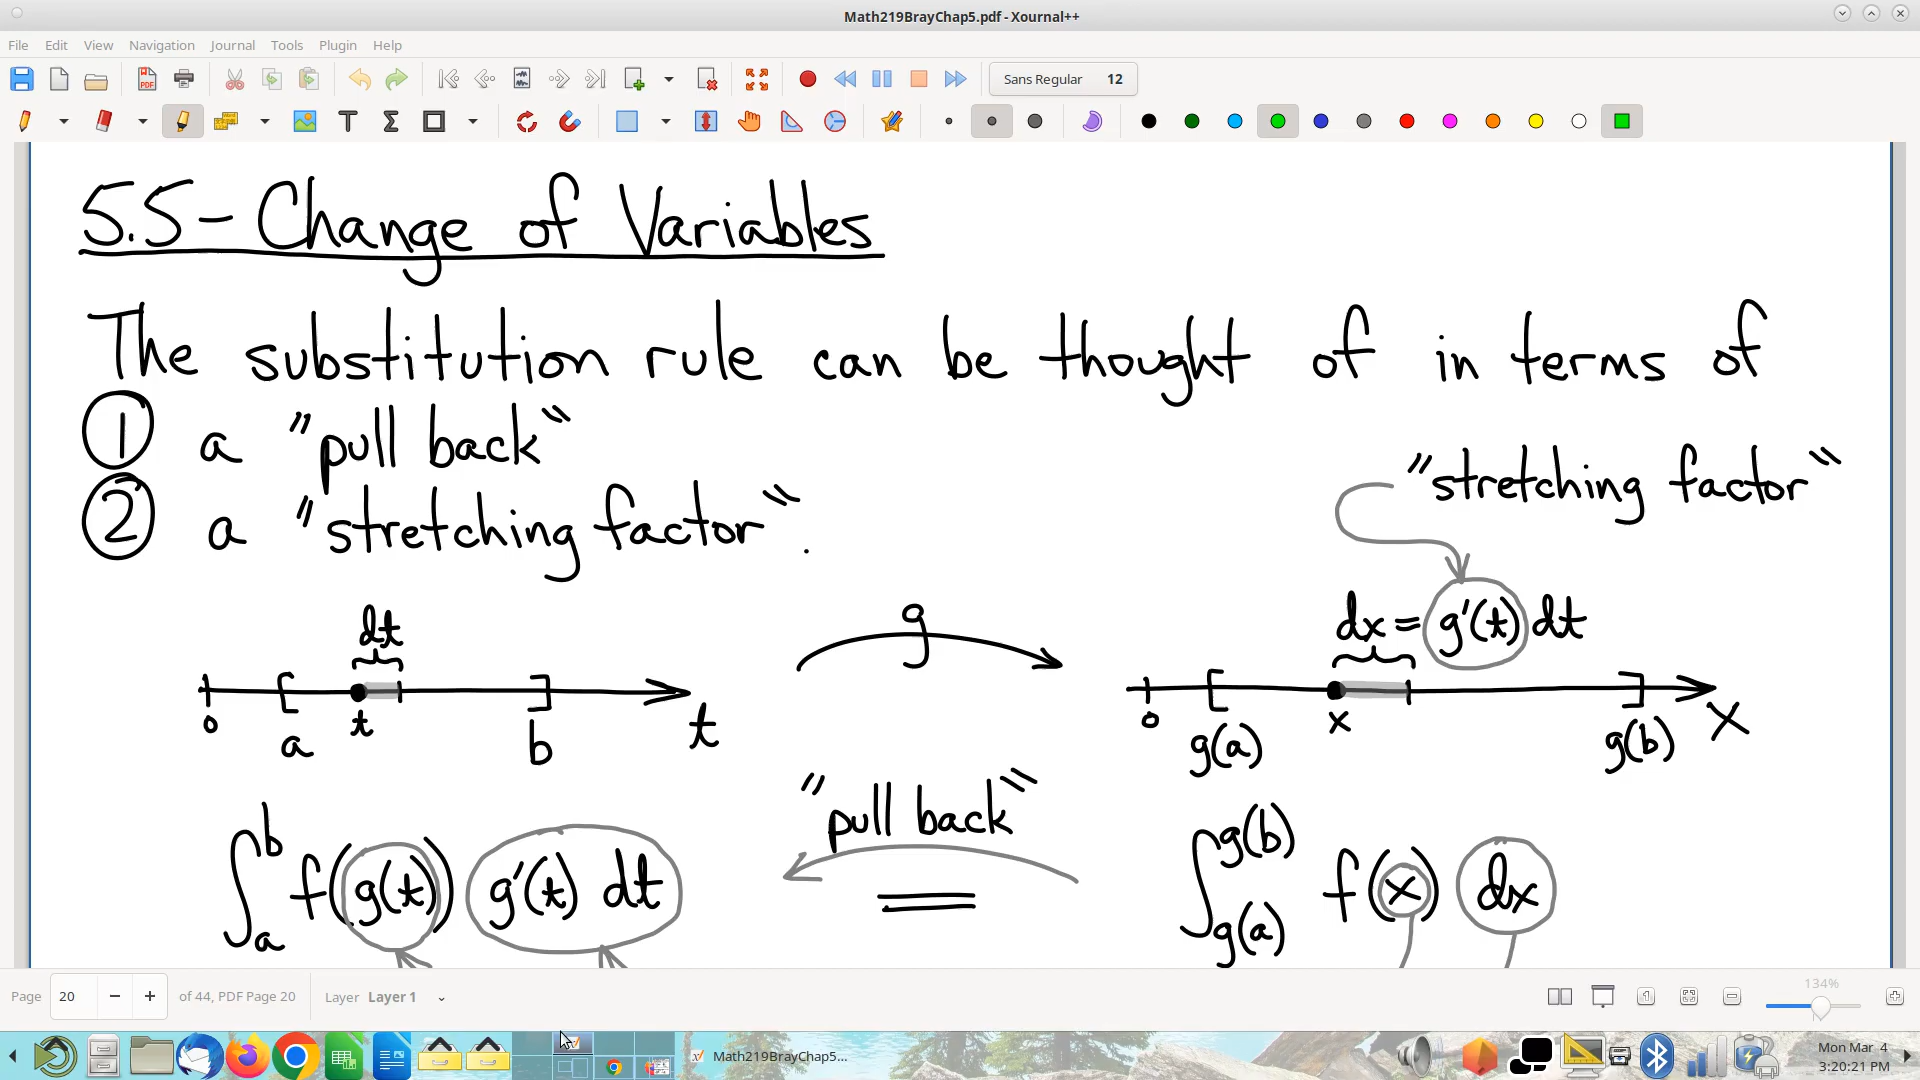 Math219BrayChap5.pdf - Xournal++
File Edit View Navigation Journal Tools Plugin Help
Sans Regular 12
5.5 - Change of Variables
The substitution rule can be thought of in terms of
① a "pull back"
② a "stretching factor".
"stretching factor"
dt
g
dx = g'(t) dt
0 a t b t
0 g(a) x g(b) x
"pull back"
∫_a^b f(g(t)) g'(t) dt = ∫_{g(a)}^{g(b)} f(x) dx
134%
Page 20 − + of 44, PDF Page 20 Layer Layer 1
Math219BrayChap5...
Mon Mar 4
3:20:21 PM